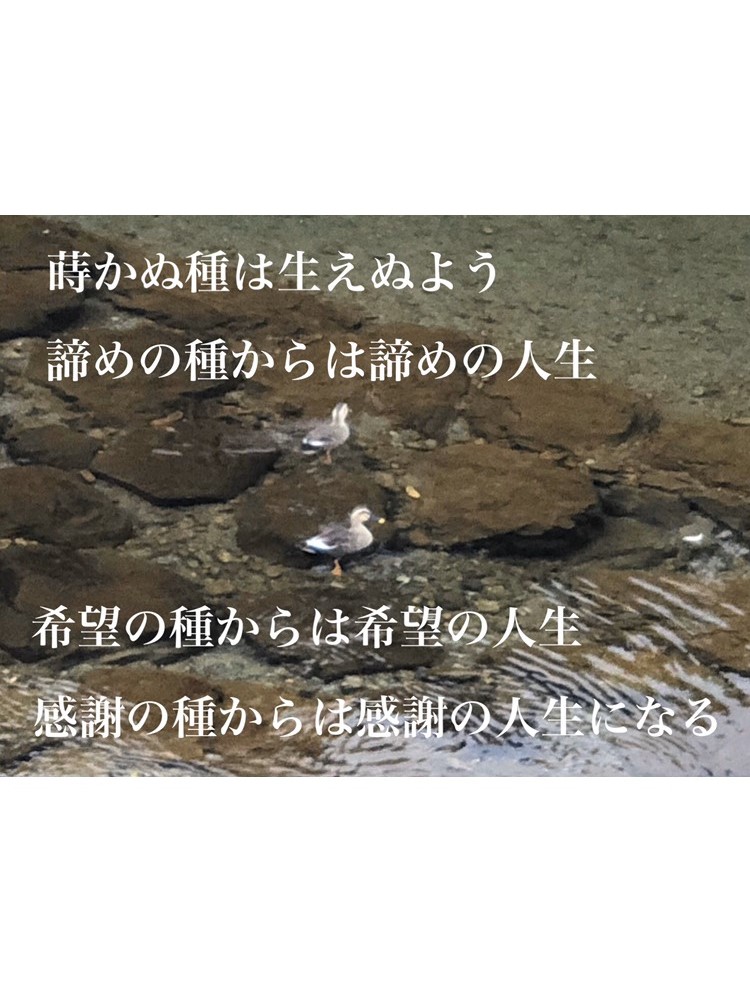 蒔かぬ種は生えぬよう
諦めの種からは諦めの人生
希望の種からは希望の人生
感謝の種からは感謝の人生になる